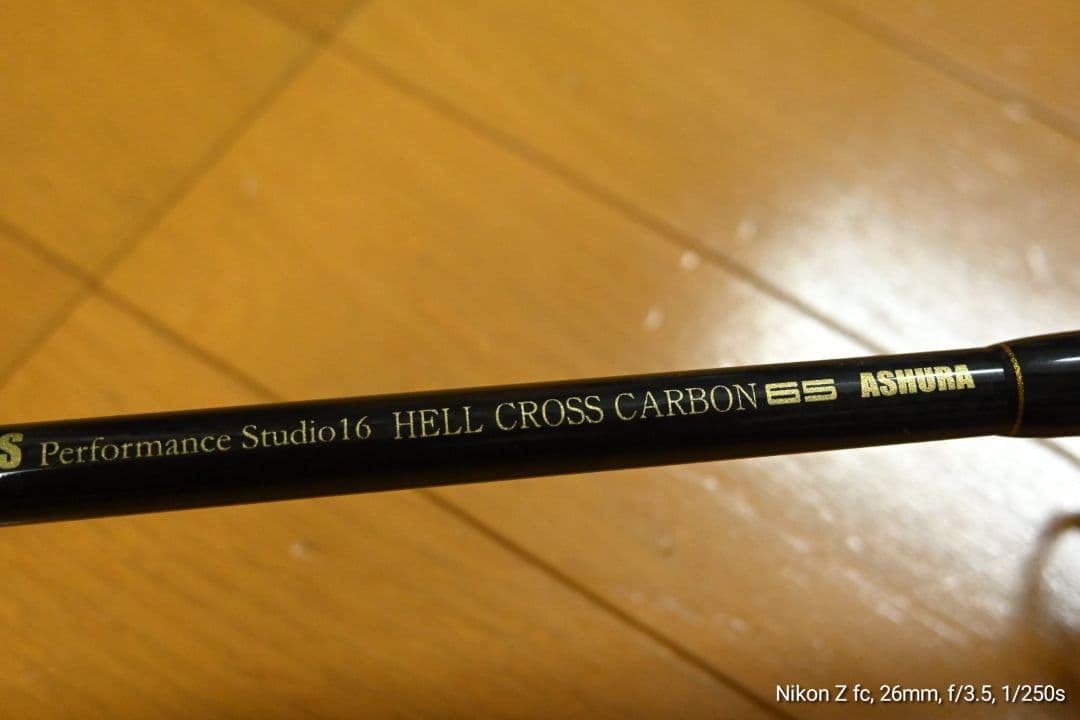 S Performance Studio16 HELL CROSS CARBON 65 ASHURA
Nikon Z fc, 26mm, f/3.5, 1/250s